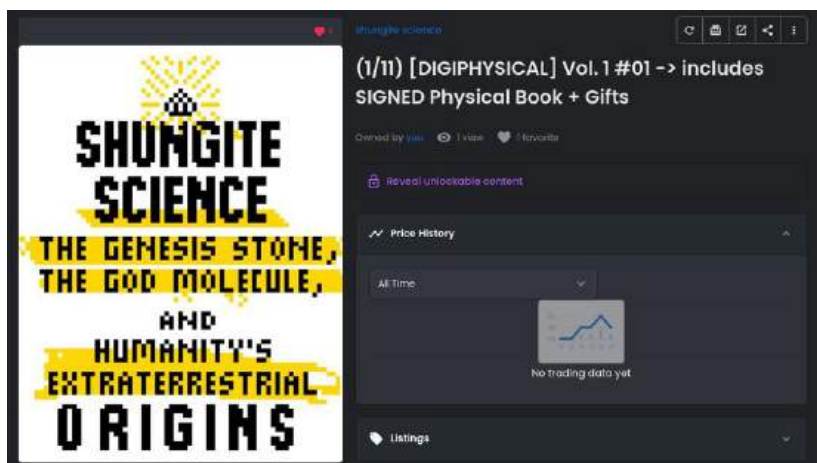 SHUNGITE
SCIENCE
THE GENESIS STONE,
THE GOD MOLECULE,
AND
HUMANITY'S
EXTRATERRESTRIAL
ORIGINS
shungite science
(1/11) [DIGIPHYSICAL] Vol. 1 #01 -> includes
SIGNED Physical Book + Gifts
Owned by you 1 view 1 favorite
Reveal unlockable content
Price History
All Time
No trading data yet
Listings